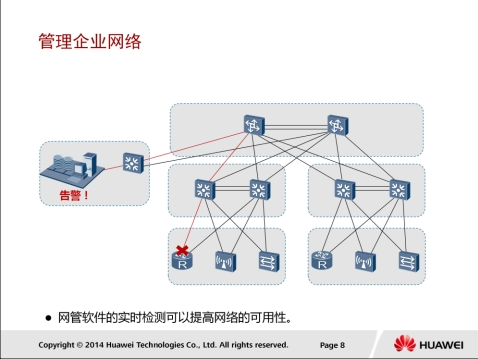 管理企业网络
告警！
R
R
● 网管软件的实时检测可以提高网络的可用性。
Copyright © 2014 Huawei Technologies Co., Ltd. All rights reserved. Page 8 HUAWEI